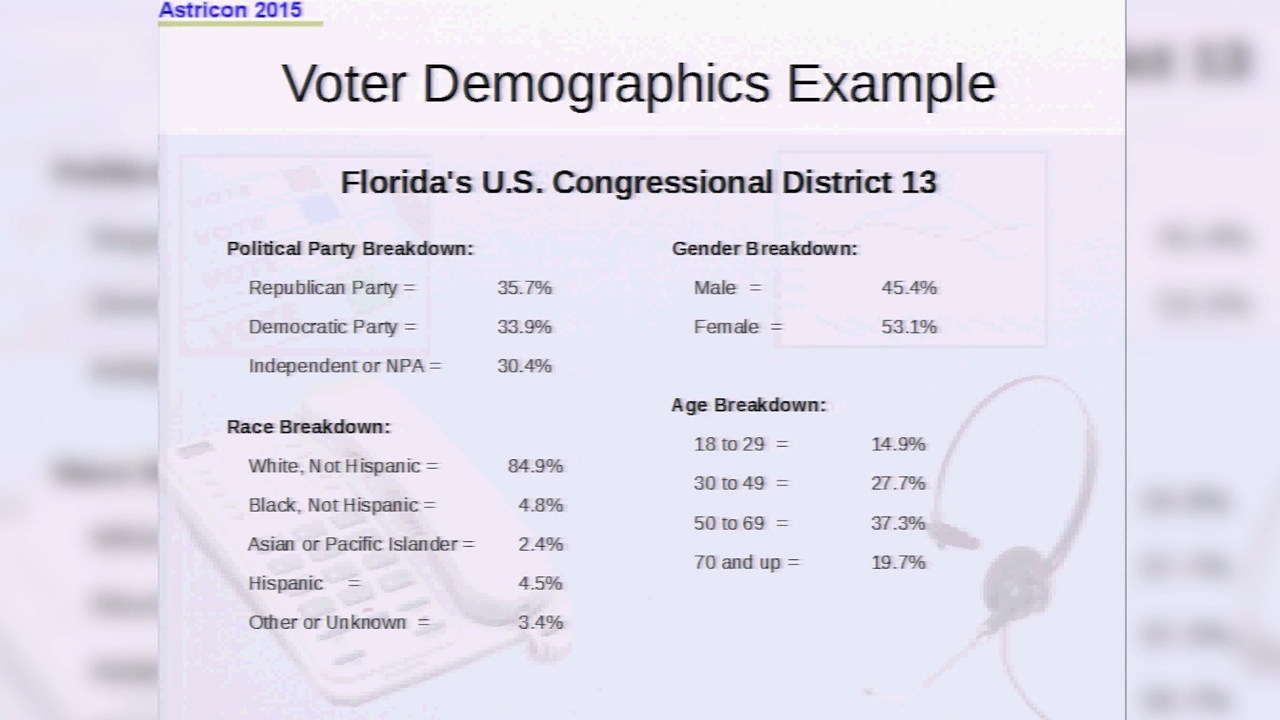 Astricon 2015
Voter Demographics Example
Florida's U.S. Congressional District 13
Political Party Breakdown:
Republican Party = 35.7%
Democratic Party = 33.9%
Independent or NPA = 30.4%
Race Breakdown:
White, Not Hispanic = 84.9%
Black, Not Hispanic = 4.8%
Asian or Pacific Islander = 2.4%
Hispanic = 4.5%
Other or Unknown = 3.4%
Gender Breakdown:
Male = 45.4%
Female = 53.1%
Age Breakdown:
18 to 29 = 14.9%
30 to 49 = 27.7%
50 to 69 = 37.3%
70 and up = 19.7%
VOTE
VOTE
VOTE